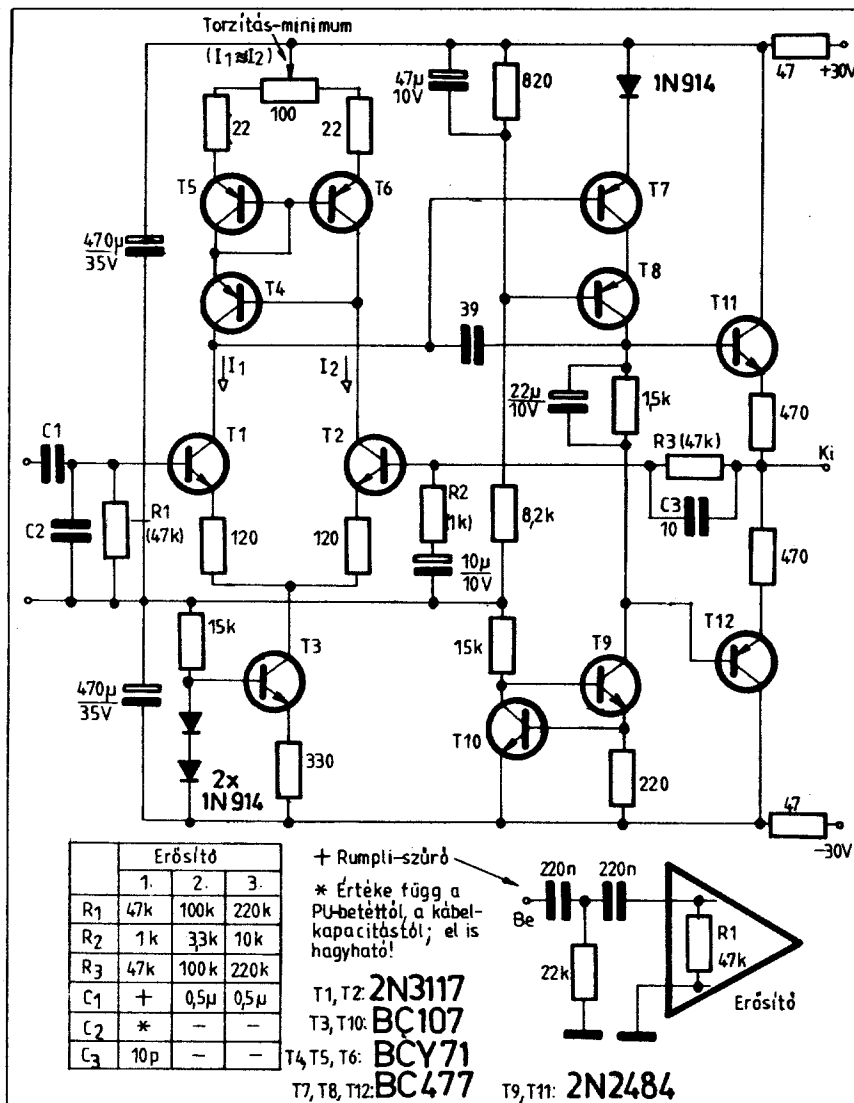 Torzítás-minimum
(I1≈I2)
100
22
22
47µ
10V
820
1N914
47
+30V
T5
T6
T7
470µ
35V
T4
T8
39
T11
I1
I2
22µ
10V
1,5k
470
C1
T1
T2
R3(47k)
Ki
C2
R1
(47k)
120
120
R2
(1k)
10µ
10V
8,2k
C3
10
470
15k
T3
15k
T9
T12
470µ
35V
T10
330
220
2x
1N914
47
-30V
Erősítő
1. 2. 3.
R1 47k 100k 220k
R2 1k 3,3k 10k
R3 47k 100k 220k
C1 + 0,5µ 0,5µ
C2 * - -
C3 10p - -
+ Rumpli-szűrő
* Értéke függ a
PU-betéttől, a kábel-
kapacitástól; el is
hagyható!
220n 220n
Be
22k
R1
47k
Erősítő
T1, T2: 2N3117
T3, T10: BC107
T4, T5, T6: BCY71
T7, T8, T12: BC477
T9, T11: 2N2484